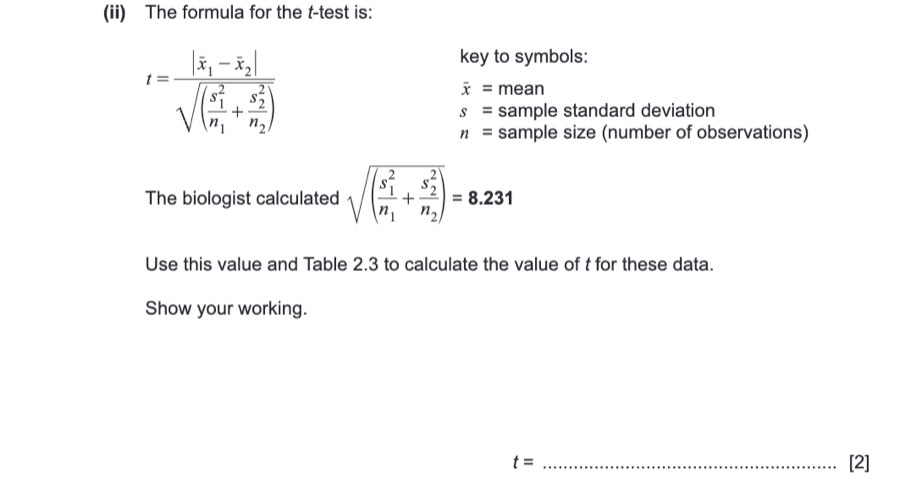 (ii) The formula for the t-test is:
t = |x̄₁ − x̄₂| / √(s₁²/n₁ + s₂²/n₂)
key to symbols:
x̄ = mean
s = sample standard deviation
n = sample size (number of observations)
The biologist calculated √(s₁²/n₁ + s₂²/n₂) = 8.231
Use this value and Table 2.3 to calculate the value of t for these data.
Show your working.
t = ........................................................ [2]